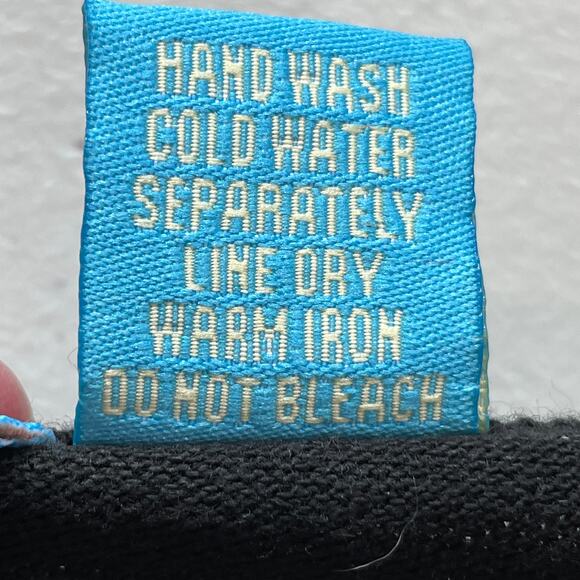 HAND WASH
COLD WATER
SEPARATELY
LINE DRY
WARM IRON
DO NOT BLEACH